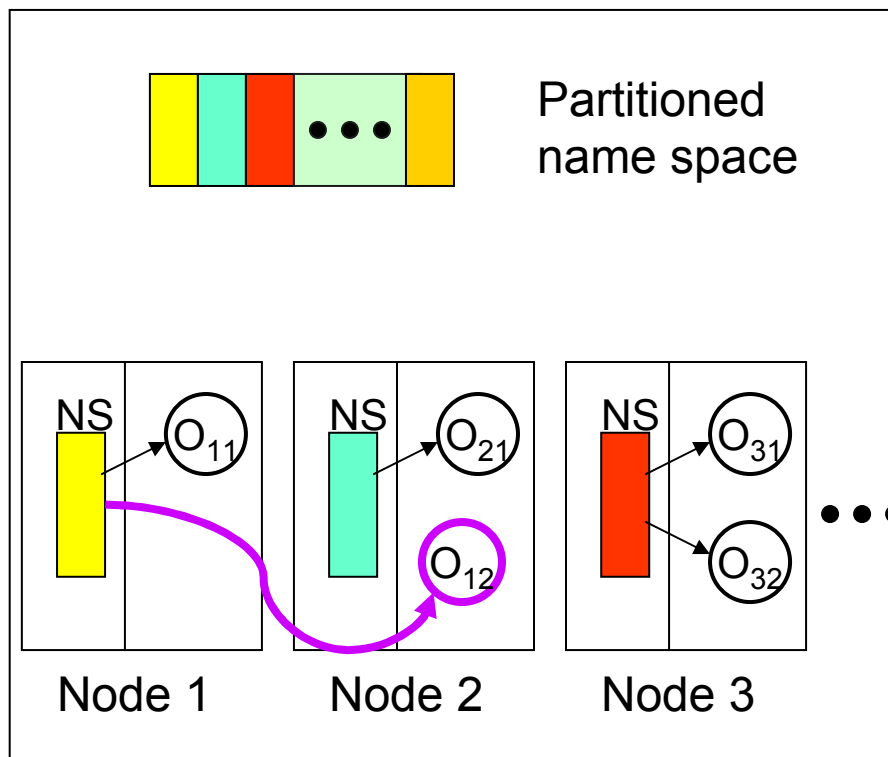 Partitioned
name space
NS
O11
NS
O21
O12
NS
O31
O32
Node 1
Node 2
Node 3